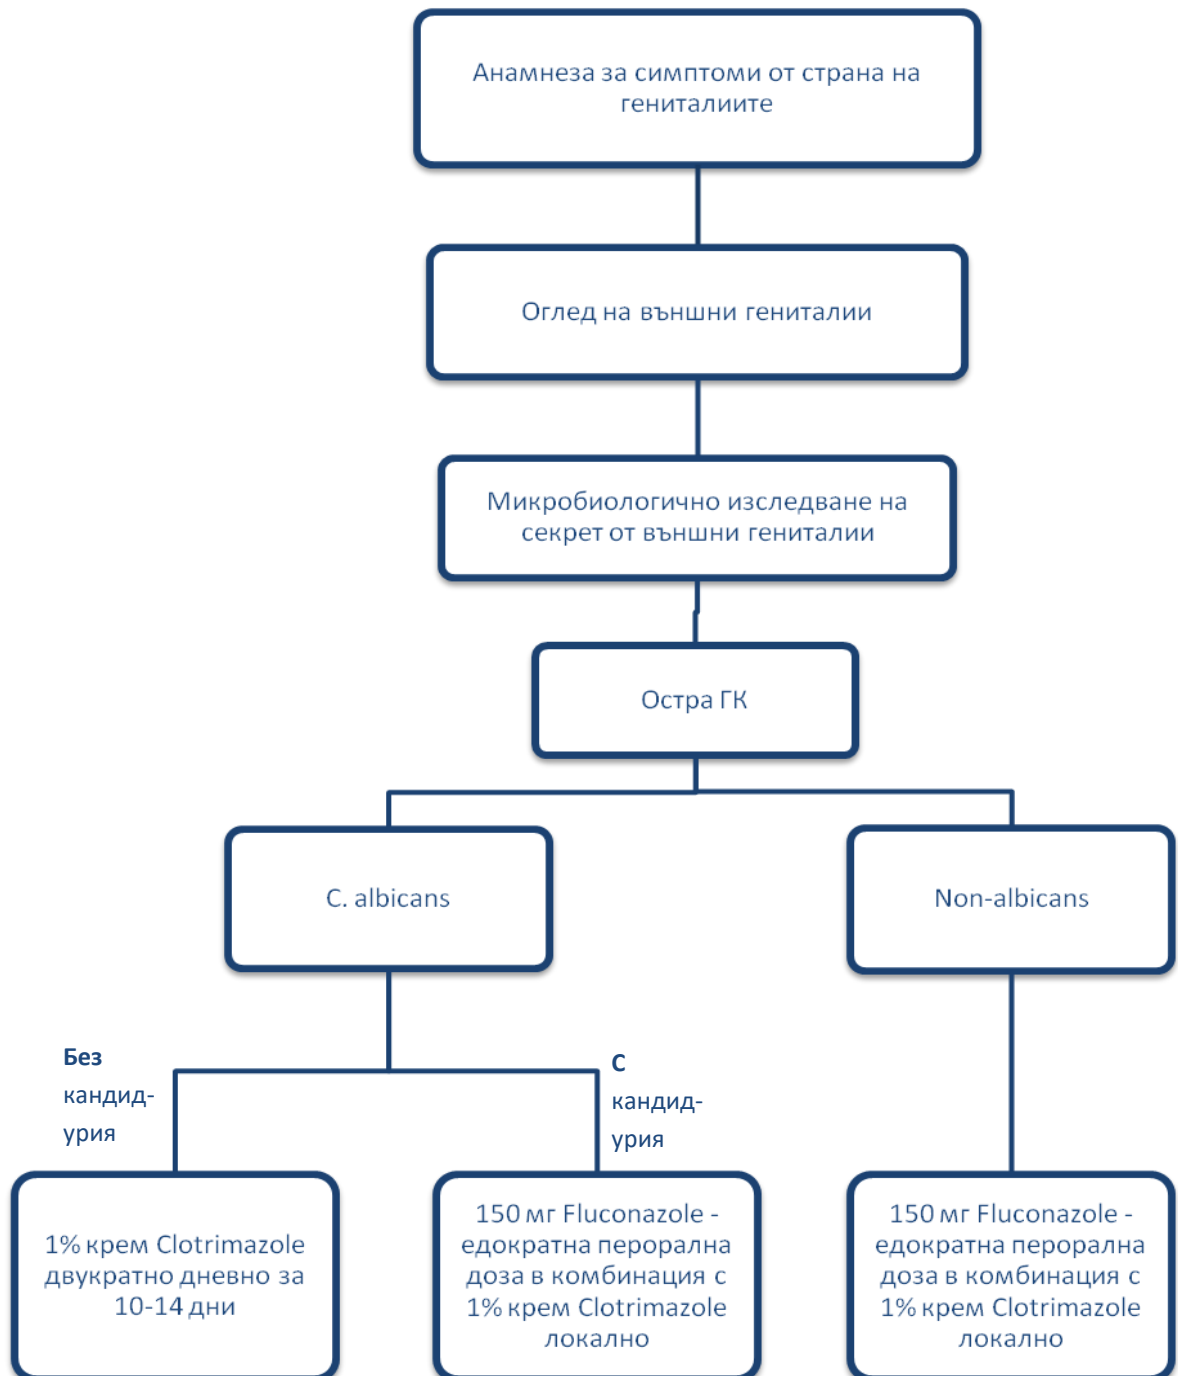 Анамнеза за симптоми от страна на
гениталиите
Оглед на външни гениталии
Микробиологично изследване на
секрет от външни гениталии
Остра ГК
C. albicans
Non-albicans
Без
кандид-
урия
С
кандид-
урия
1% крем Clotrimazole
двукратно дневно за
10-14 дни
150 мг Fluconazole -
едократна перорална
доза в комбинация с
1% крем Clotrimazole
локално
150 мг Fluconazole -
едократна перорална
доза в комбинация с
1% крем Clotrimazole
локално